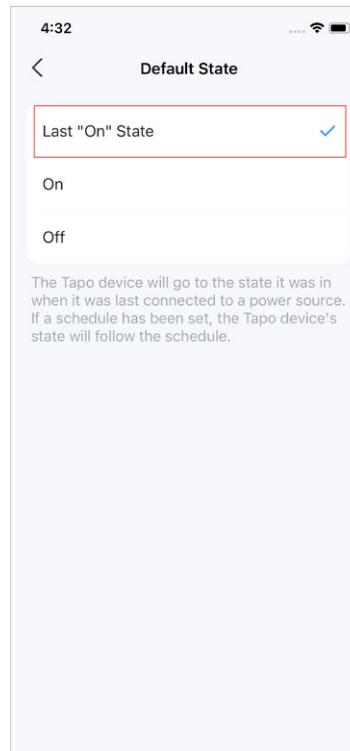 4:32
Default State
Last "On" State
On
Off
The Tapo device will go to the state it was in
when it was last connected to a power source.
If a schedule has been set, the Tapo device's
state will follow the schedule.